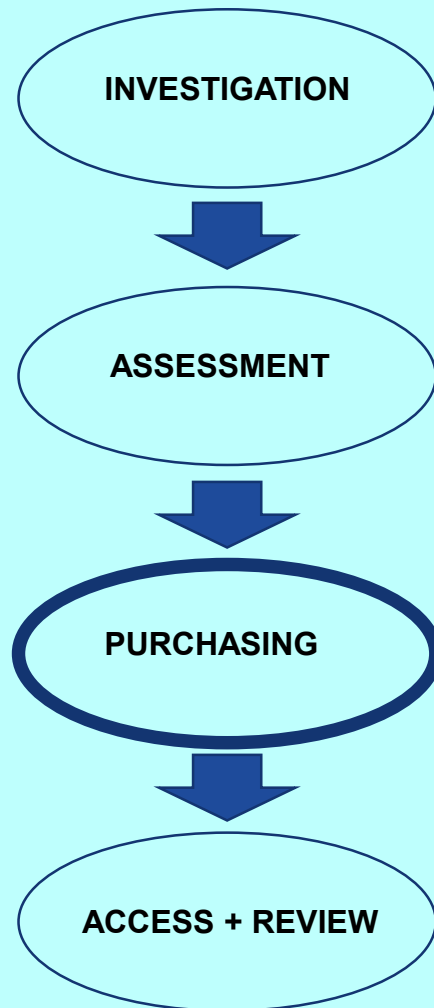 INVESTIGATION
ASSESSMENT
PURCHASING
ACCESS + REVIEW